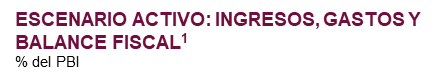 ESCENARIO ACTIVO: INGRESOS, GASTOS Y
BALANCE FISCAL¹
% del PBI